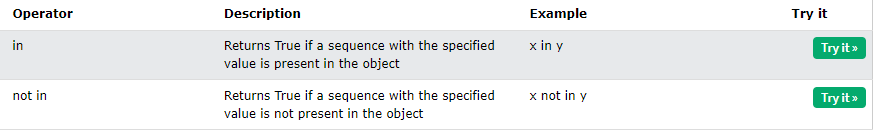 Operator Description Example Try it
in Returns True if a sequence with the specified x in y Try it »
value is present in the object
not in Returns True if a sequence with the specified x not in y Try it »
value is not present in the object